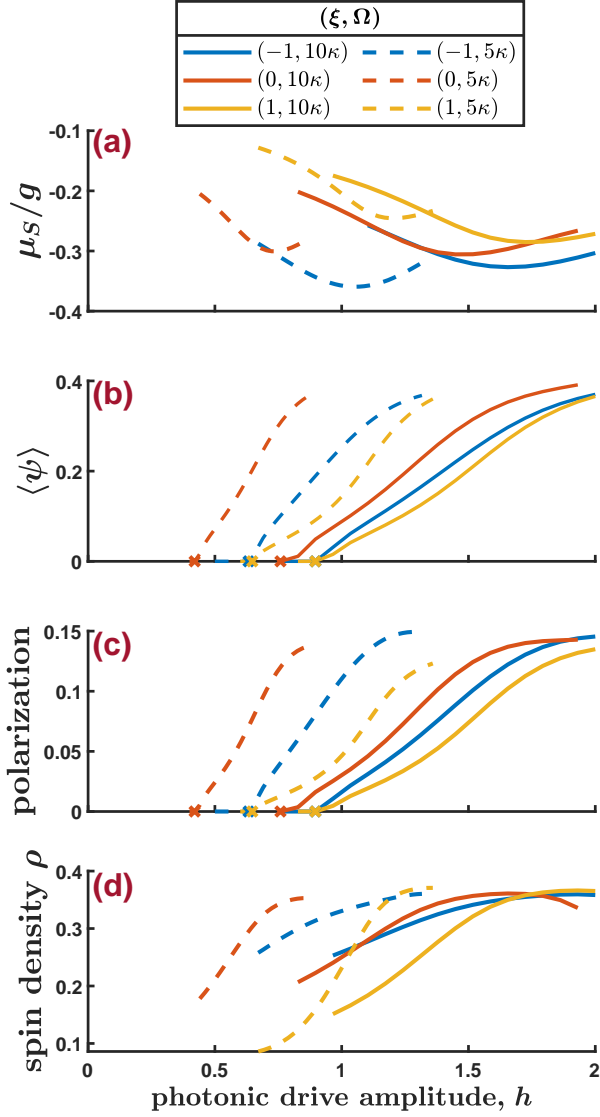 (ξ, Ω)
(−1, 10κ) (−1, 5κ)
(0, 10κ) (0, 5κ)
(1, 10κ) (1, 5κ)
(a)
-0.1
-0.2
-0.3
-0.4
μS/g
(b)
0.4
0.2
0
⟨ψ⟩
(c)
0.15
0.1
0.05
0
polarization
(d)
0.4
0.3
0.2
0.1
spin density ρ
0 0.5 1 1.5 2
photonic drive amplitude, h